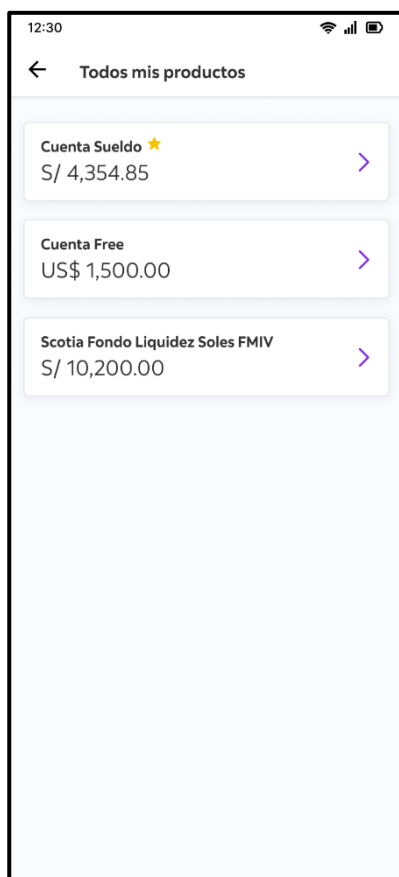 12:30
Todos mis productos
Cuenta Sueldo
S/ 4,354.85
Cuenta Free
US$ 1,500.00
Scotia Fondo Liquidez Soles FMIV
S/ 10,200.00